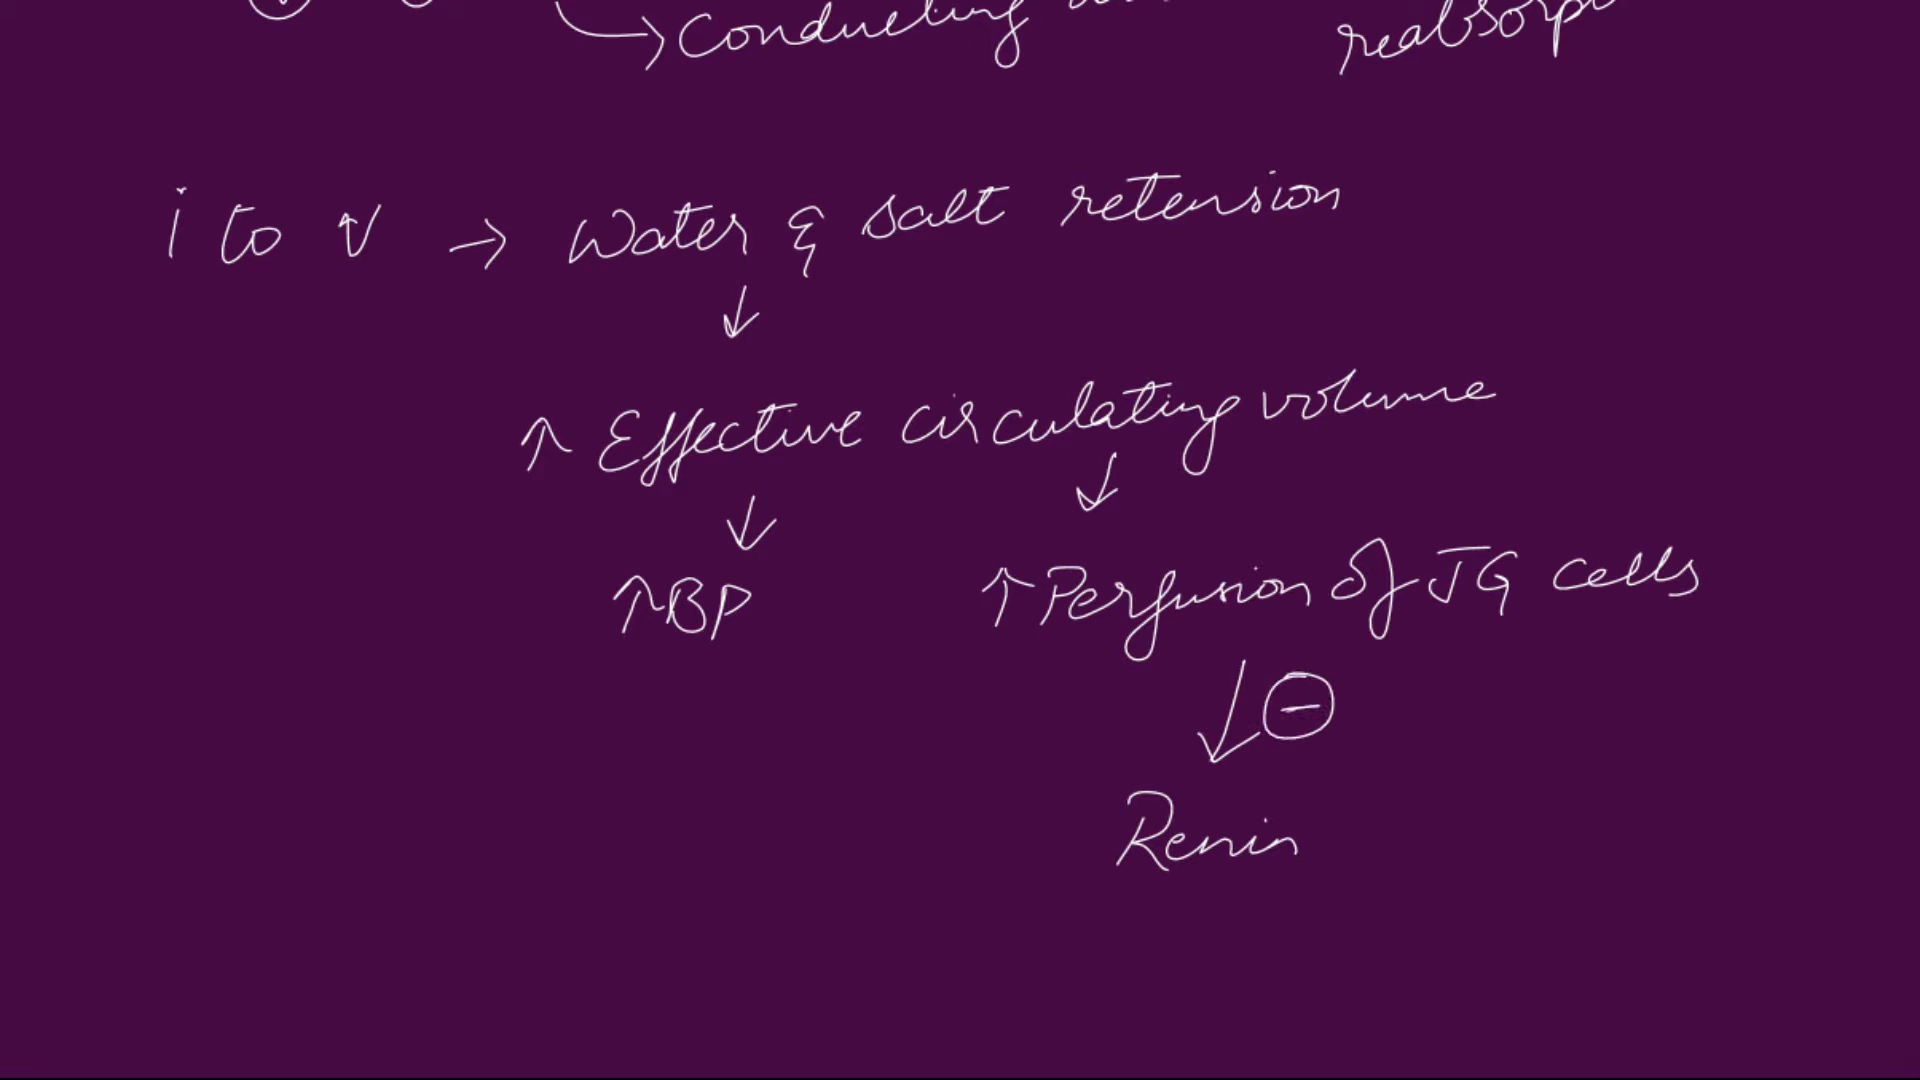 → Conducting reabsorp
i to v → Water & salt retension
↓
↑ Effective circulating volume
↓ ↓
↑BP ↑Perfusion of JG cells
↓ ⊖
Renin